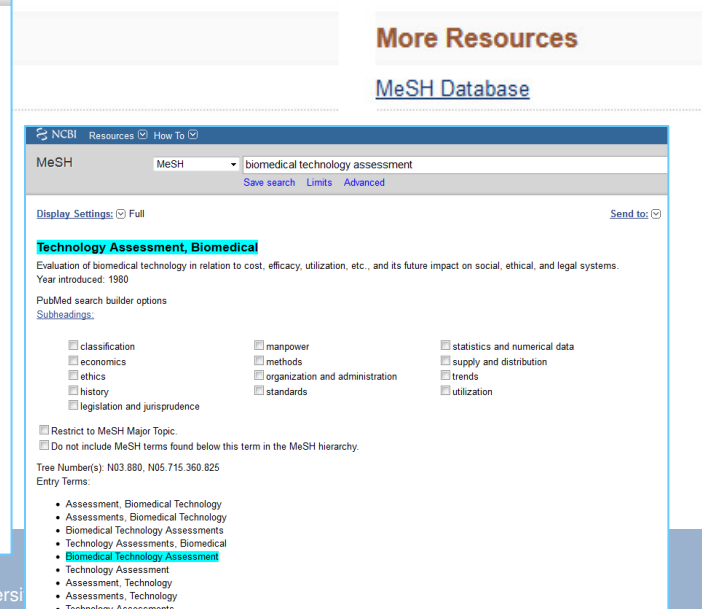 More Resources
MeSH Database
NCBI Resources How To
MeSH MeSH biomedical technology assessment
Save search Limits Advanced
Display Settings: Full Send to:
Technology Assessment, Biomedical
Evaluation of biomedical technology in relation to cost, efficacy, utilization, etc., and its future impact on social, ethical, and legal systems.
Year introduced: 1980
PubMed search builder options
Subheadings:
classification manpower statistics and numerical data
economics methods supply and distribution
ethics organization and administration trends
history standards utilization
legislation and jurisprudence
Restrict to MeSH Major Topic.
Do not include MeSH terms found below this term in the MeSH hierarchy.
Tree Number(s): N03.880, N05.715.360.825
Entry Terms:
• Assessment, Biomedical Technology
• Assessments, Biomedical Technology
• Biomedical Technology Assessments
• Technology Assessments, Biomedical
• Biomedical Technology Assessment
• Technology Assessment
• Assessment, Technology
• Assessments, Technology
• Technology Assessments